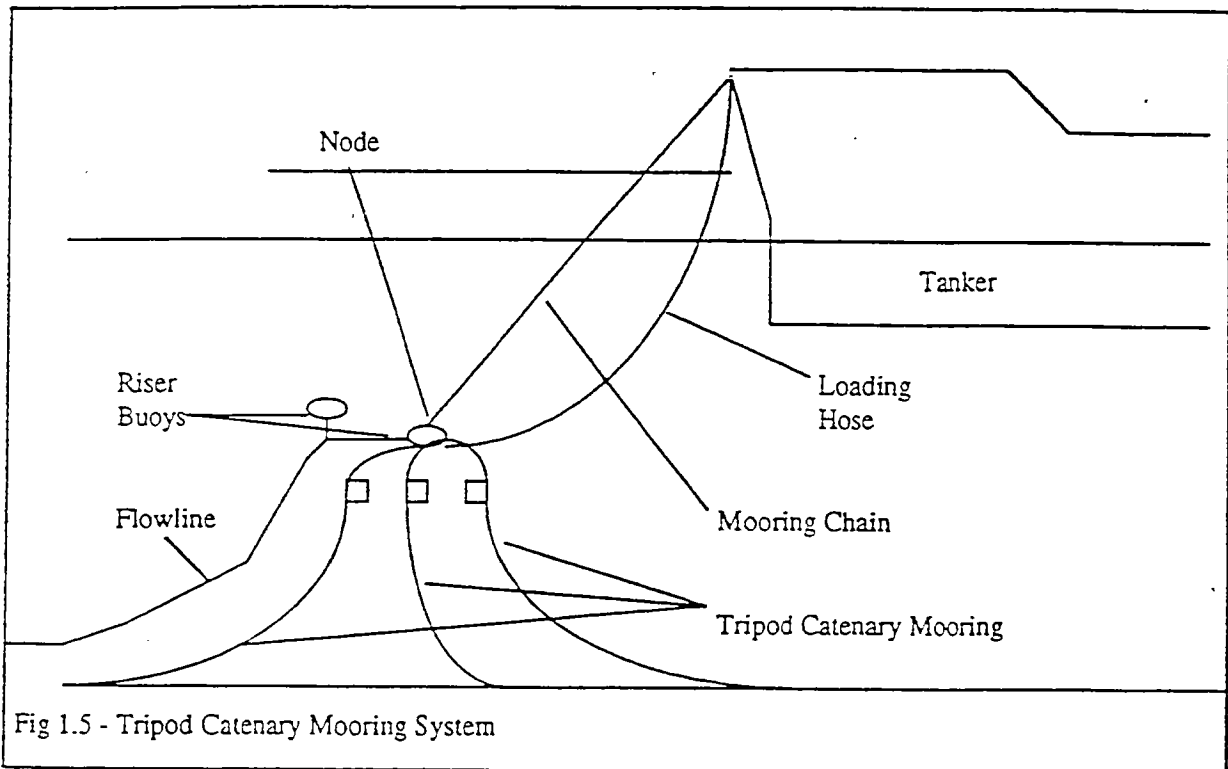 Node
Tanker
Riser
Buoys
Loading
Hose
Flowline
Mooring Chain
Tripod Catenary Mooring
Fig 1.5 - Tripod Catenary Mooring System